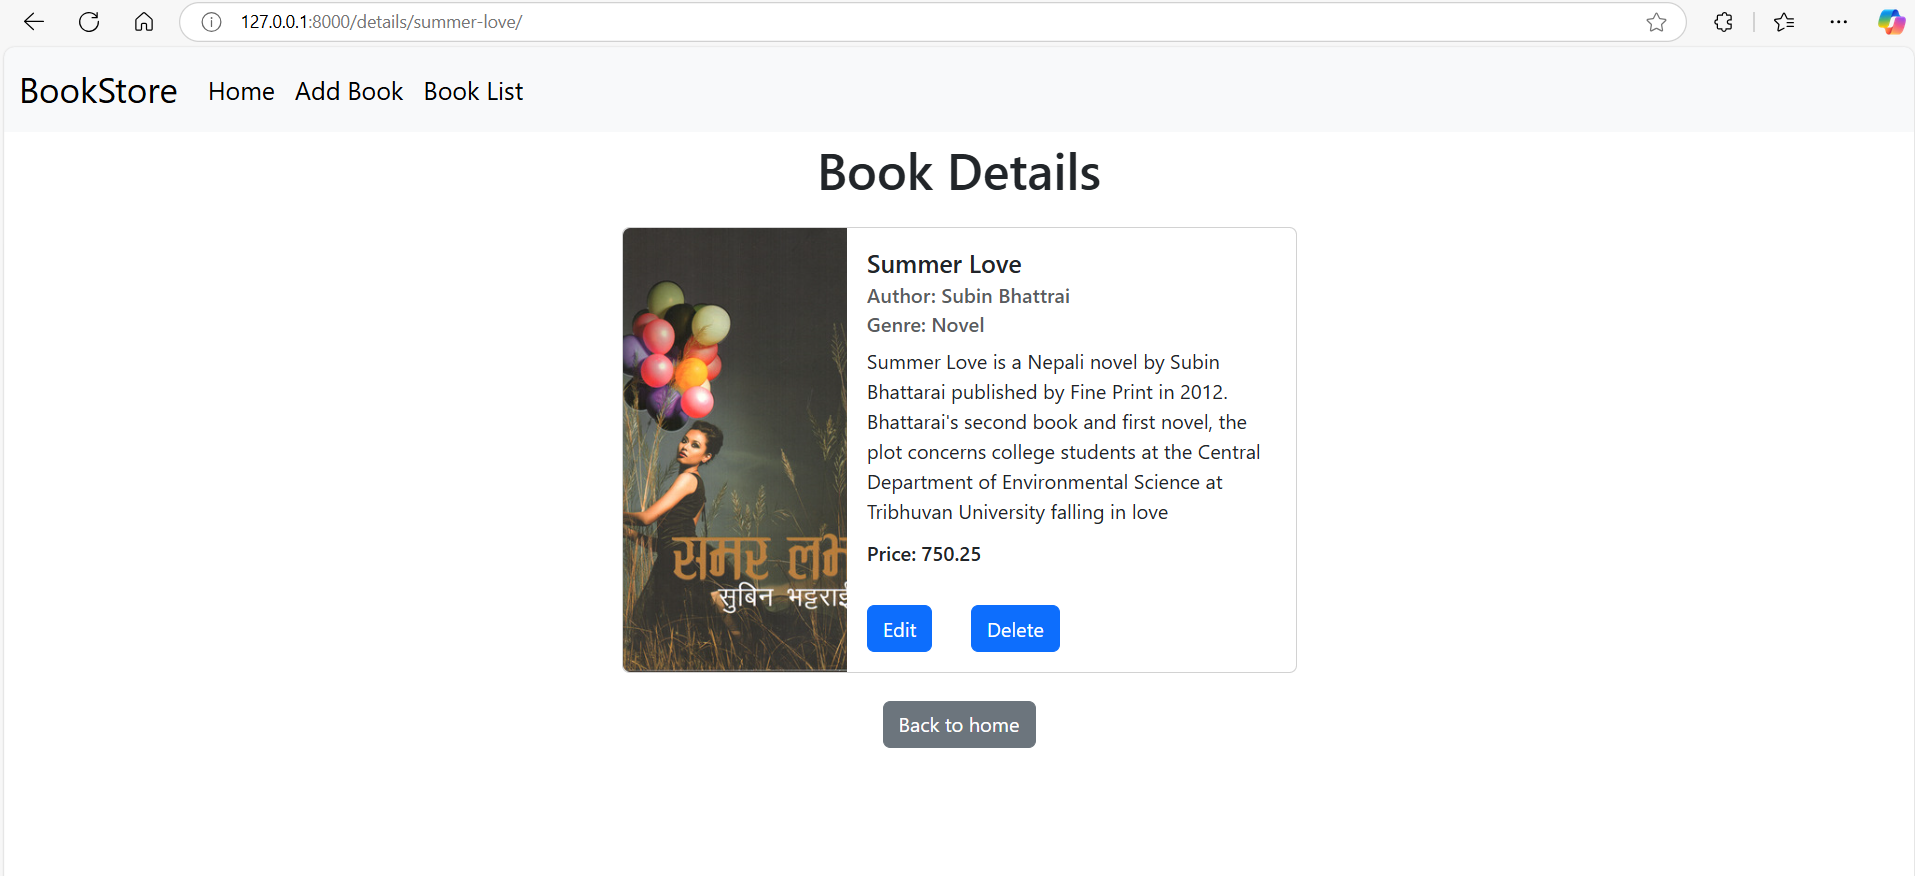 127.0.0.1:8000/details/summer-love/
BookStore Home Add Book Book List
Book Details
Summer Love
Author: Subin Bhattrai
Genre: Novel
Summer Love is a Nepali novel by Subin
Bhattarai published by Fine Print in 2012.
Bhattarai's second book and first novel, the
plot concerns college students at the Central
Department of Environmental Science at
Tribhuvan University falling in love
Price: 750.25
Edit Delete
समर लभ
सुबिन भट्टराई
Back to home